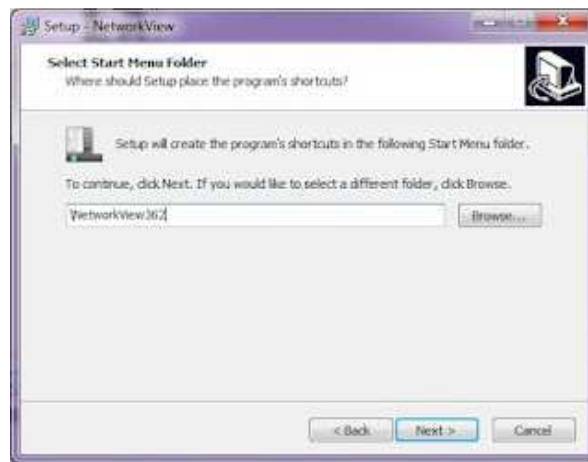 Setup - NetworkView
Select Start Menu Folder
Where should Setup place the program's shortcuts?
Setup will create the program's shortcuts in the following Start Menu folder.
To continue, click Next. If you would like to select a different folder, click Browse.
NetworkView362
Browse...
< Back
Next >
Cancel